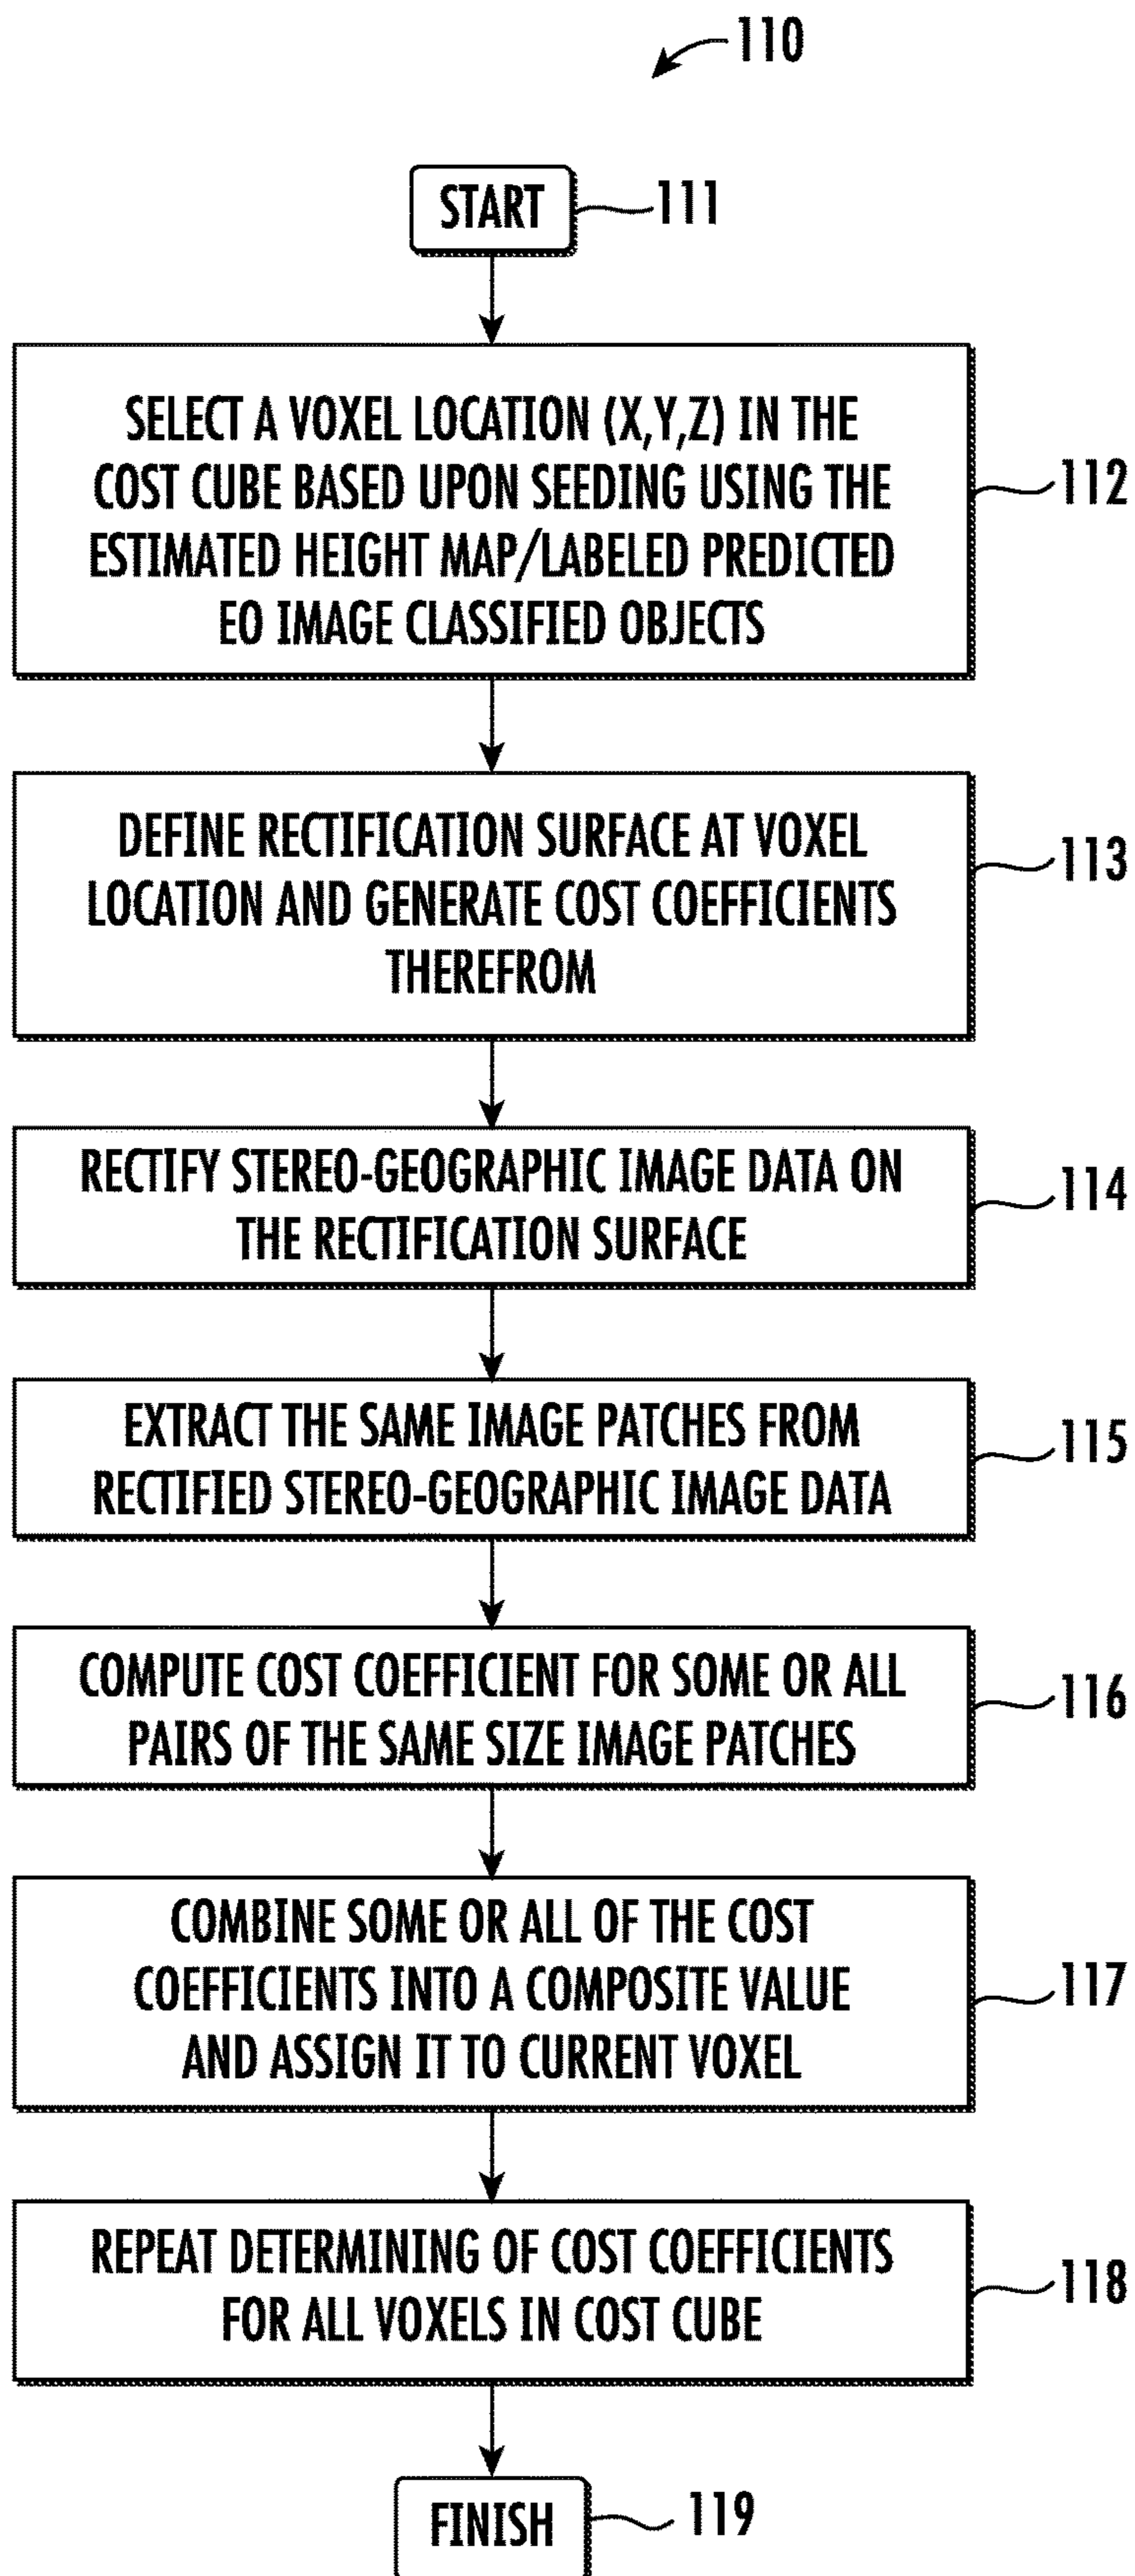 110
START
111
SELECT A VOXEL LOCATION (X,Y,Z) IN THE
COST CUBE BASED UPON SEEDING USING THE
ESTIMATED HEIGHT MAP/LABELED PREDICTED
EO IMAGE CLASSIFIED OBJECTS
112
DEFINE RECTIFICATION SURFACE AT VOXEL
LOCATION AND GENERATE COST COEFFICIENTS
THEREFROM
113
RECTIFY STEREO-GEOGRAPHIC IMAGE DATA ON
THE RECTIFICATION SURFACE
114
EXTRACT THE SAME IMAGE PATCHES FROM
RECTIFIED STEREO-GEOGRAPHIC IMAGE DATA
115
COMPUTE COST COEFFICIENT FOR SOME OR ALL
PAIRS OF THE SAME SIZE IMAGE PATCHES
116
COMBINE SOME OR ALL OF THE COST
COEFFICIENTS INTO A COMPOSITE VALUE
AND ASSIGN IT TO CURRENT VOXEL
117
REPEAT DETERMINING OF COST COEFFICIENTS
FOR ALL VOXELS IN COST CUBE
118
FINISH
119